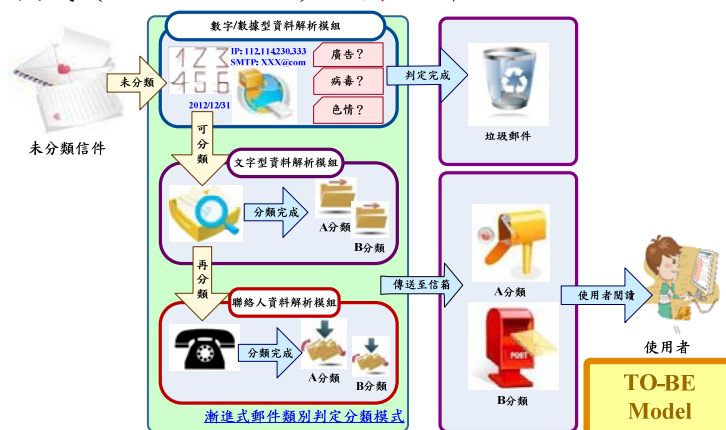 數字/數據型資料解析模組
IP: 112,114,230,333
SMTP: XXX@com
2012/12/31
廣告？
病毒？
色情？
未分類
未分類信件
判定完成
垃圾郵件
可分類
文字型資料解析模組
分類完成
A分類
B分類
再分類
聯絡人資料解析模組
分類完成
A分類
B分類
漸進式郵件類別判定分類模式
傳送至信箱
A分類
POST
B分類
使用者閱讀
使用者
TO-BE
Model